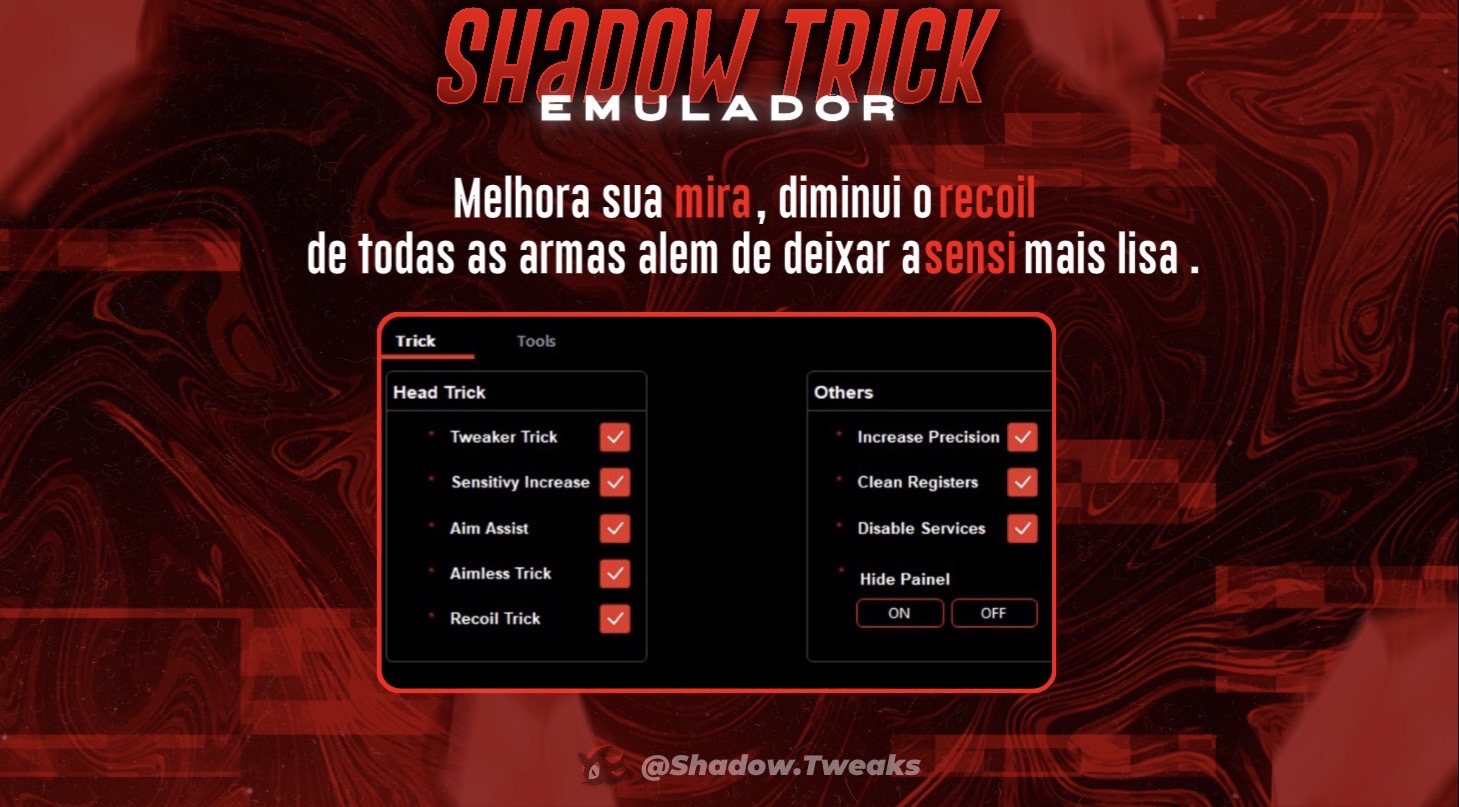 SHADOW TRICK
EMULADOR
Melhora sua mira, diminui o recoil
de todas as armas alem de deixar a sensi mais lisa .
Trick
Tools
Head Trick
Tweaker Trick
Sensitivy Increase
Aim Assist
Aimless Trick
Recoil Trick
Others
Increase Precision
Clean Registers
Disable Services
Hide Painel
ON
OFF
@Shadow.Tweaks